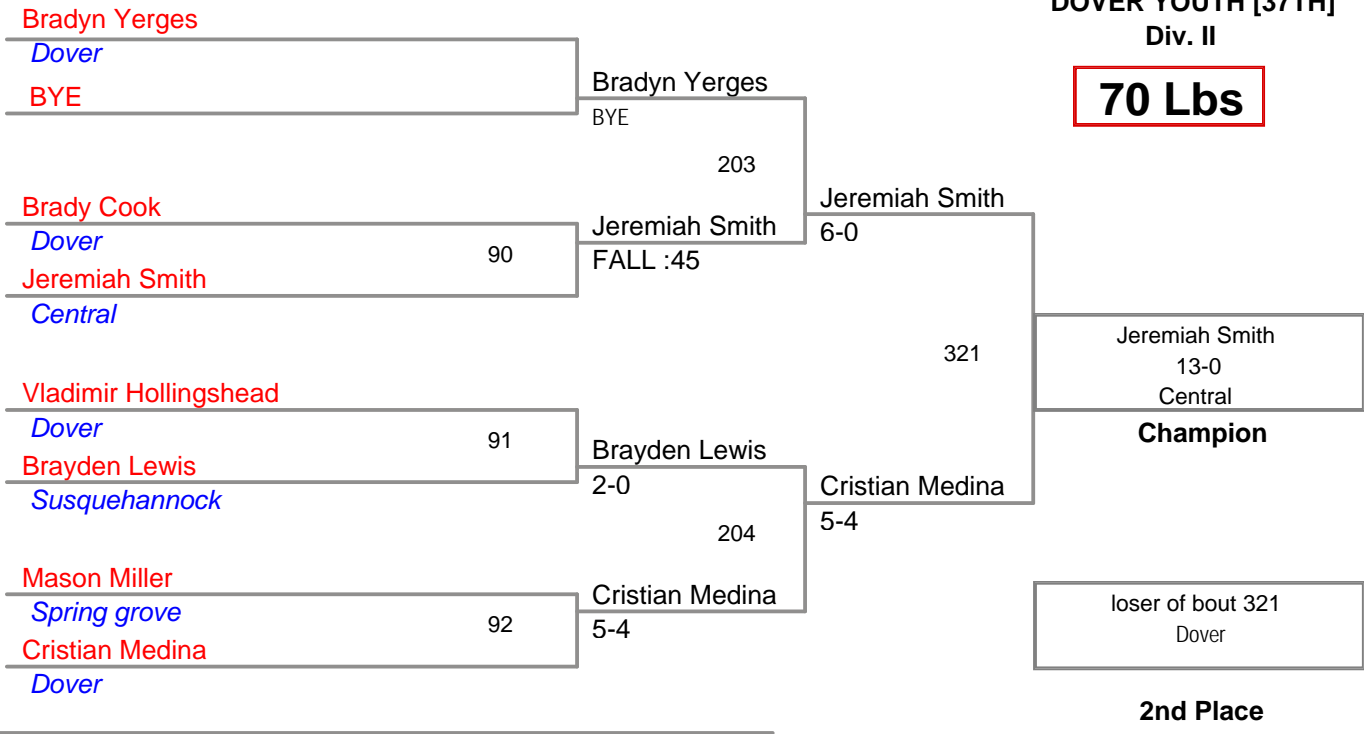 DOVER YOUTH [37TH]
Div. II
70 Lbs
Bradyn Yerges
Dover
BYE
Bradyn Yerges
BYE
203
Brady Cook
Dover
90
Jeremiah Smith
Central
Jeremiah Smith
FALL :45
Jeremiah Smith
6-0
321
Jeremiah Smith
13-0
Central
Champion
Vladimir Hollingshead
Dover
91
Brayden Lewis
Susquehannock
Brayden Lewis
2-0
204
Cristian Medina
5-4
Mason Miller
Spring grove
92
Cristian Medina
Dover
Cristian Medina
5-4
loser of bout 321
Dover
2nd Place